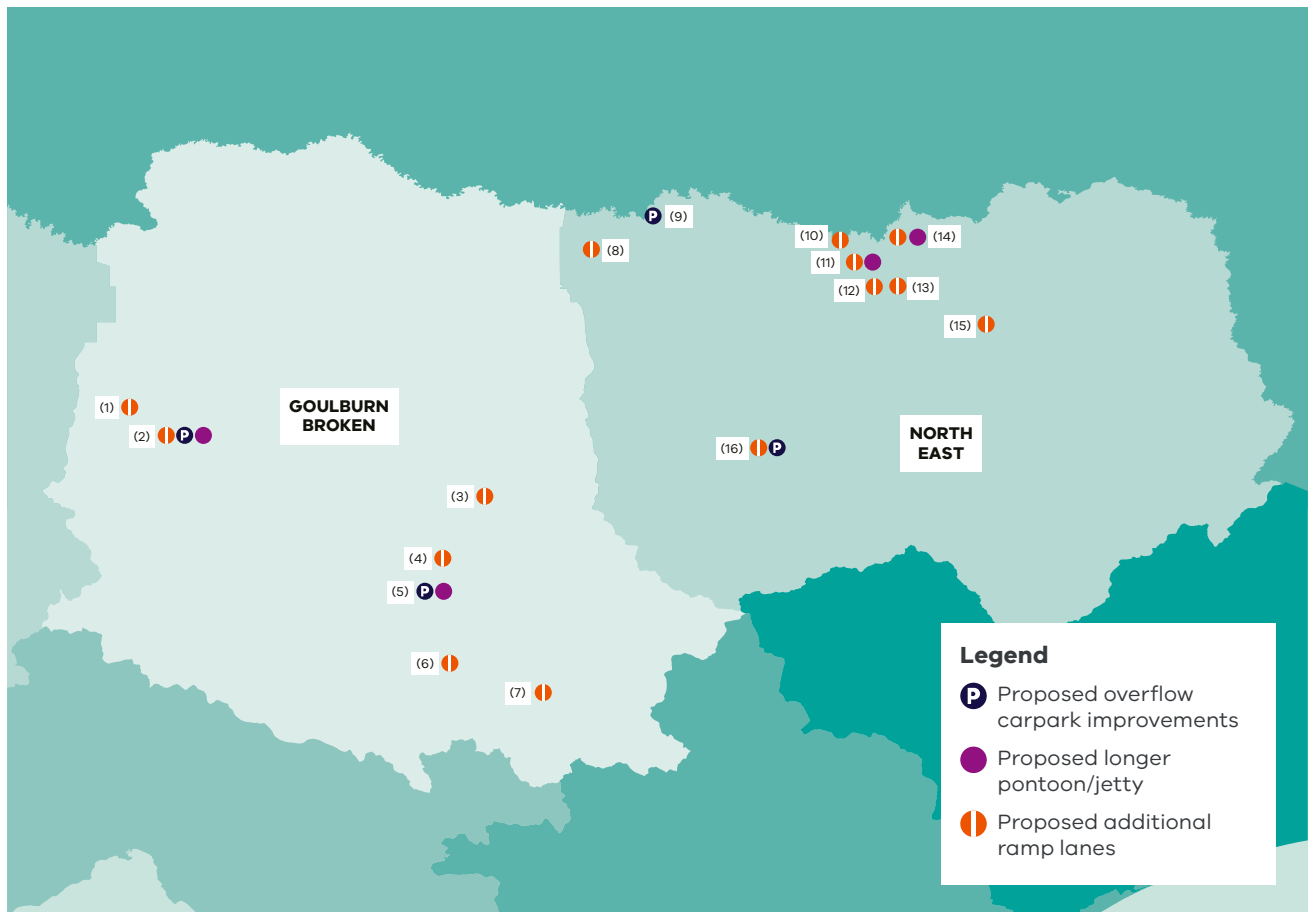 (9)
(10)
(14)
(8)
(11)
(12)
(13)
(15)
(1)
GOULBURN
BROKEN
(2)
P
NORTH
EAST
(16)
P
(3)
(4)
(5)
P
(6)
(7)
P
Legend
P
Proposed overflow
carpark improvements
Proposed longer
pontoon/jetty
Proposed additional
ramp lanes